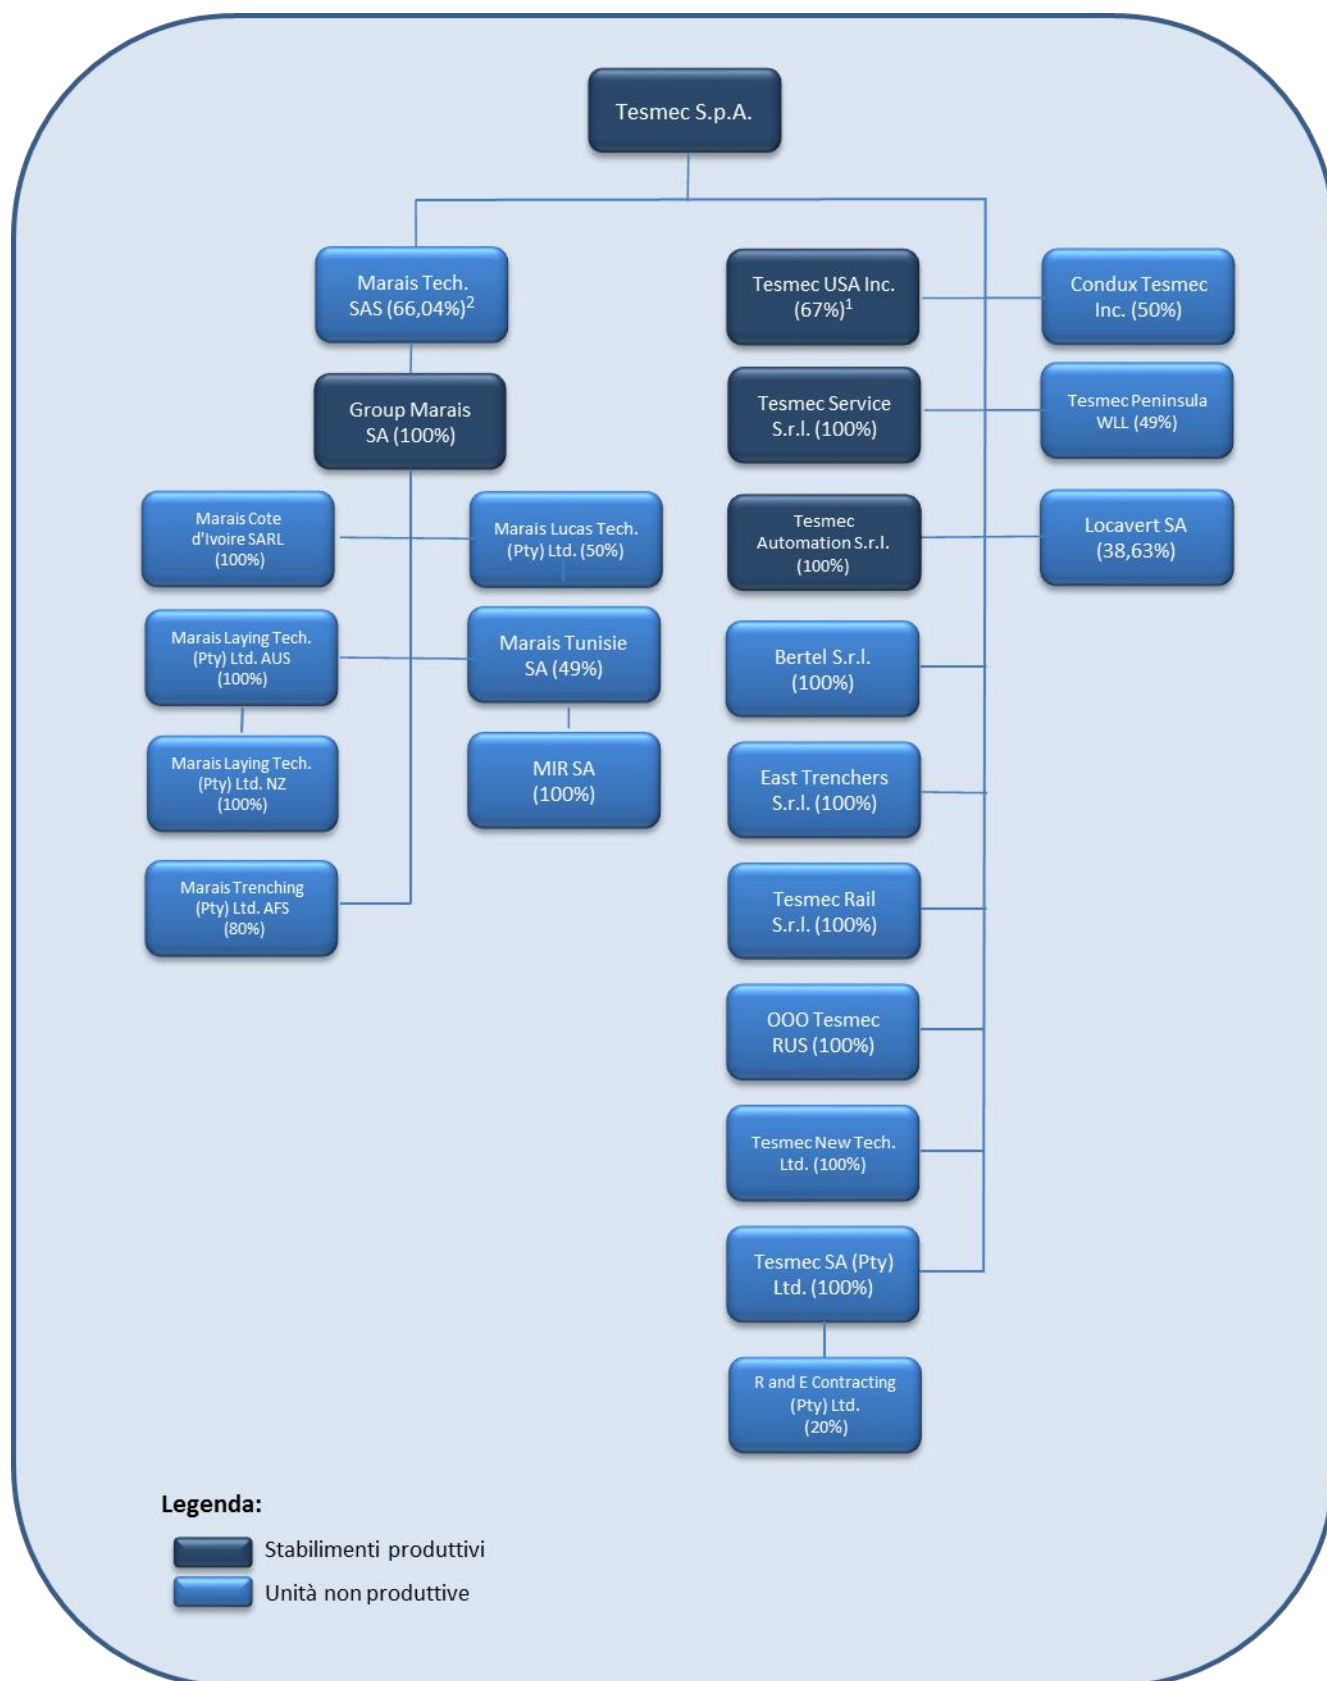 Tesmec S.p.A.
Marais Tech.
SAS (66,04%)²
Group Marais
SA (100%)
Marais Cote
d'Ivoire SARL
(100%)
Marais Lucas Tech.
(Pty) Ltd. (50%)
Marais Laying Tech.
(Pty) Ltd. AUS
(100%)
Marais Tunisie
SA (49%)
Marais Laying Tech.
(Pty) Ltd. NZ
(100%)
MIR SA
(100%)
Marais Trenching
(Pty) Ltd. AFS
(80%)
Tesmec USA Inc.
(67%)¹
Condux Tesmec
Inc. (50%)
Tesmec Service
S.r.l. (100%)
Tesmec Peninsula
WLL (49%)
Tesmec
Automation S.r.l.
(100%)
Locavert SA
(38,63%)
Bertel S.r.l.
(100%)
East Trenchers
S.r.l. (100%)
Tesmec Rail
S.r.l. (100%)
OOO Tesmec
RUS (100%)
Tesmec New Tech.
Ltd. (100%)
Tesmec SA (Pty)
Ltd. (100%)
R and E Contracting
(Pty) Ltd.
(20%)
Legenda:
Stabilimenti produttivi
Unità non produttive